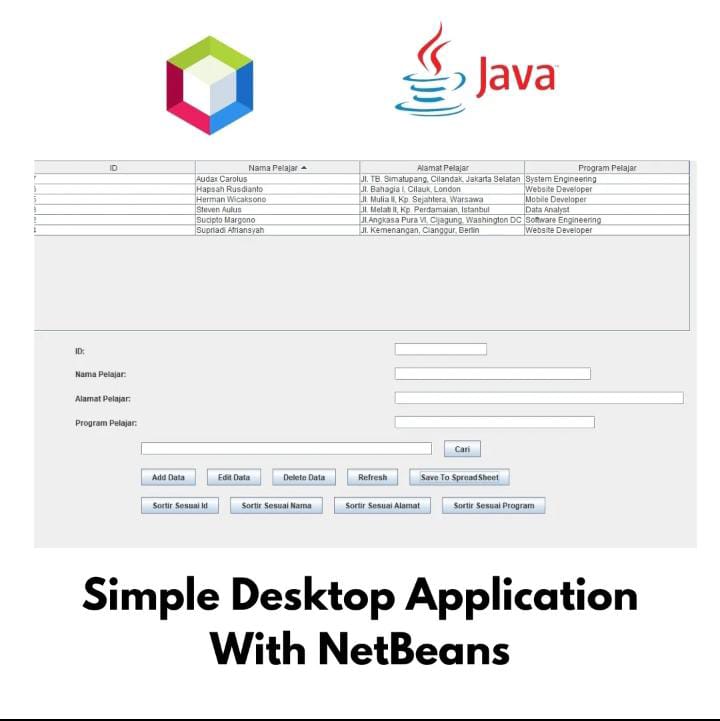 Java
ID Nama Pelajar Alamat Pelajar Program Pelajar
Audax Carolus Jl. TB. Simatupang, Cilandak, Jakarta Selatan System Engineering
Hapsah Rusdianto Jl. Bahagia I, Cilauk, London Website Developer
Herman Wicaksono Jl. Mulia II, Kp. Sejahtera, Warsawa Mobile Developer
Steven Aulus Jl. Melati II, Kp. Perdamaian, Istanbul Data Analyst
Sucipto Margono Jl.Angkasa Pura VI, Cijagung, Washington DC Software Engineering
Supriadi Afriansyah Jl. Kemenangan, Cianggur, Berlin Website Developer
ID:
Nama Pelajar:
Alamat Pelajar:
Program Pelajar:
Cari
Add Data Edit Data Delete Data Refresh Save To SpreadSheet
Sortir Sesuai Id Sortir Sesuai Nama Sortir Sesuai Alamat Sortir Sesuai Program
Simple Desktop Application
With NetBeans